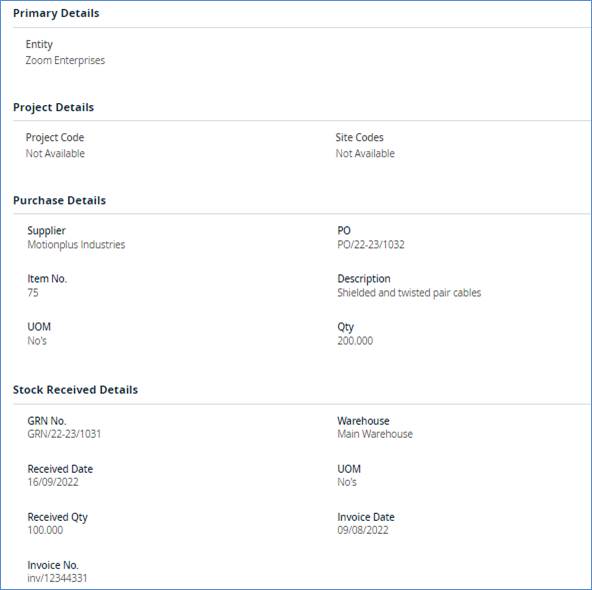 Primary Details
Entity
Zoom Enterprises
Project Details
Project Code
Site Codes
Not Available
Not Available
Purchase Details
Supplier
PO
Motionplus Industries
PO/22-23/1032
Item No.
Description
75
Shielded and twisted pair cables
UOM
Qty
No's
200.000
Stock Received Details
GRN No.
Warehouse
GRN/22-23/1031
Main Warehouse
Received Date
UOM
16/09/2022
No's
Received Qty
Invoice Date
100.000
09/08/2022
Invoice No.
inv/12344331